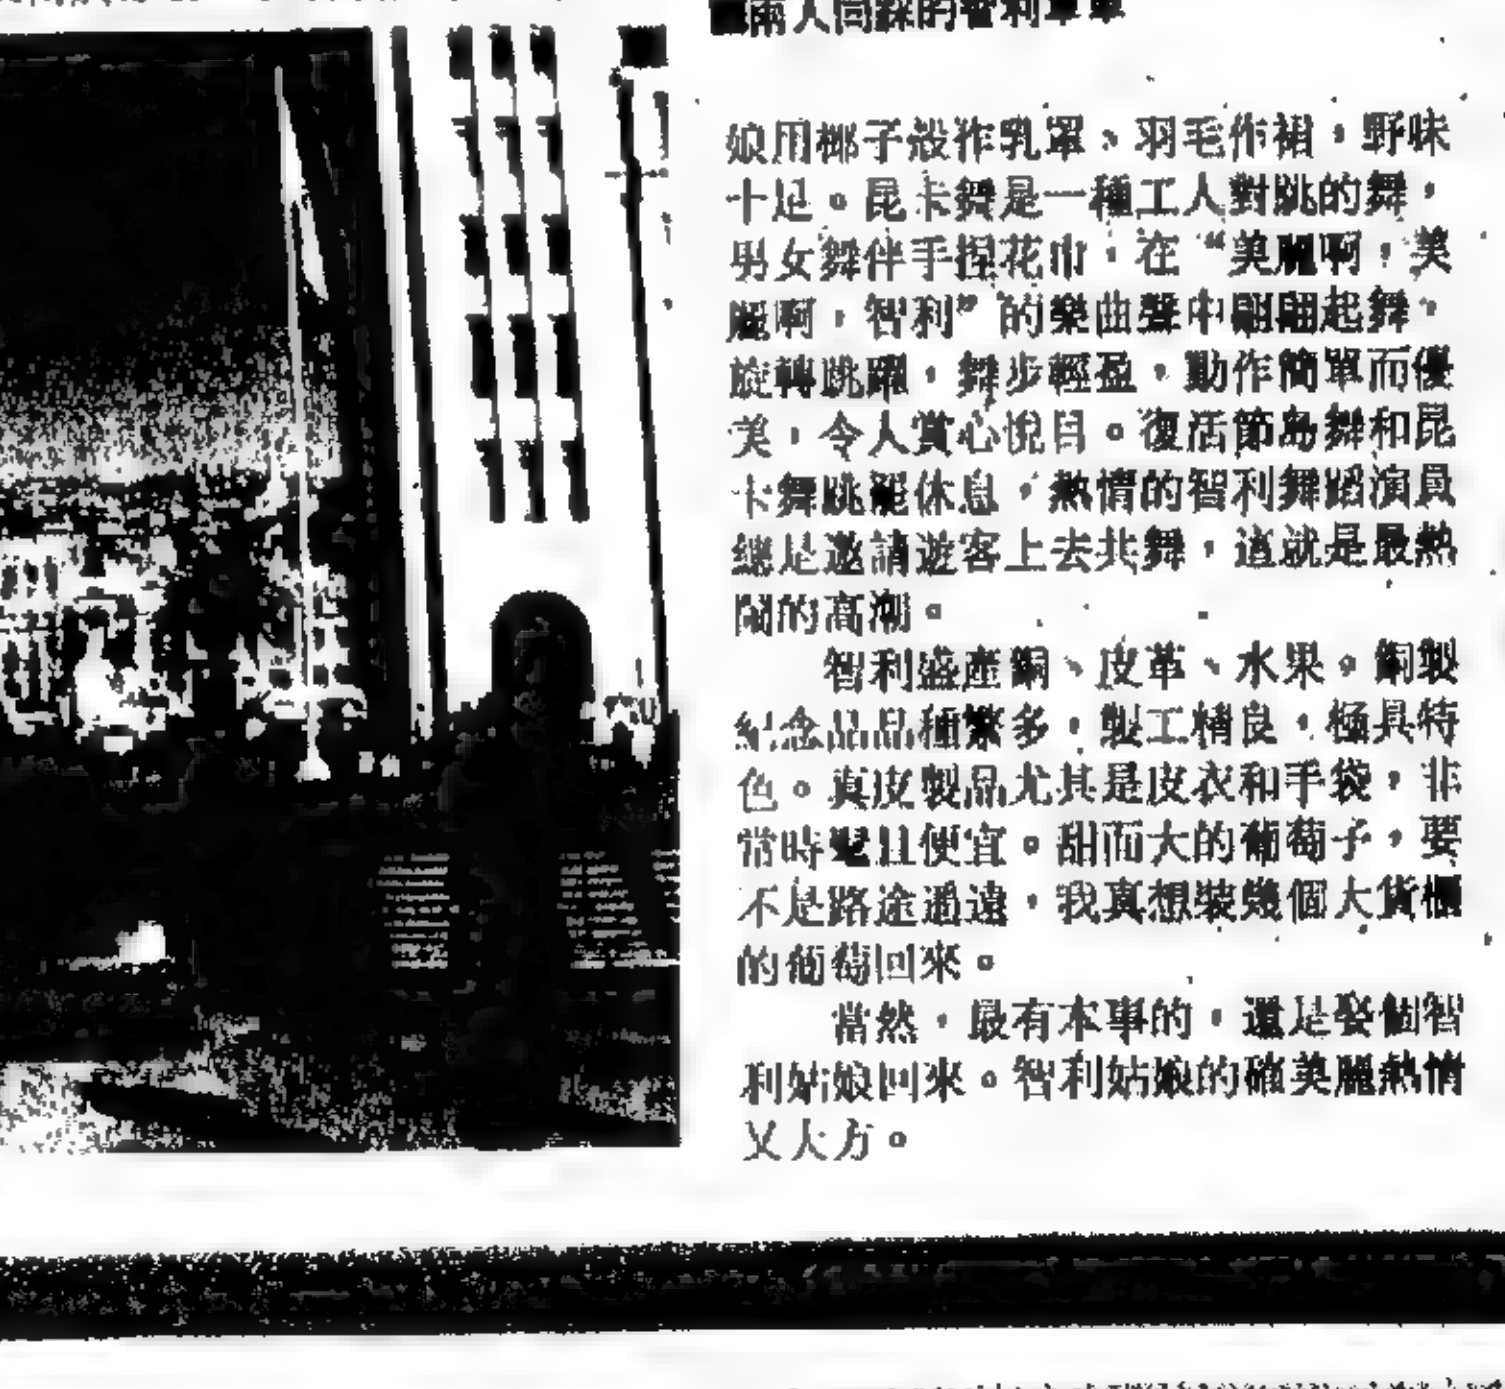 兩人同踩的智利單車
娘用椰子殼作乳罩、羽毛作裙，野味
十足。昆卡舞是一種工人對跳的舞，
男女舞伴手捏花巾，在“美麗啊，美
麗啊，智利”的樂曲聲中翩翩起舞，
旋轉跳躍，舞步輕盈，動作簡單而優
美，令人賞心悅目。復活節島舞和昆
卡舞跳罷休息，熱情的智利舞蹈演員
總是邀請遊客上去共舞，這就是最熱
鬧的高潮。
智利盛產銅、皮革、水果。銅製
紀念品品種繁多，製工精良，極具特
色。真皮製品尤其是皮衣和手袋，非
常時髦且便宜。甜而大的葡萄子，要
不是路途過遠，我真想裝幾個大貨櫃
的葡萄回來。
當然，最有本事的，還是娶個智
利姑娘回來。智利姑娘的確美麗熱情
又大方。